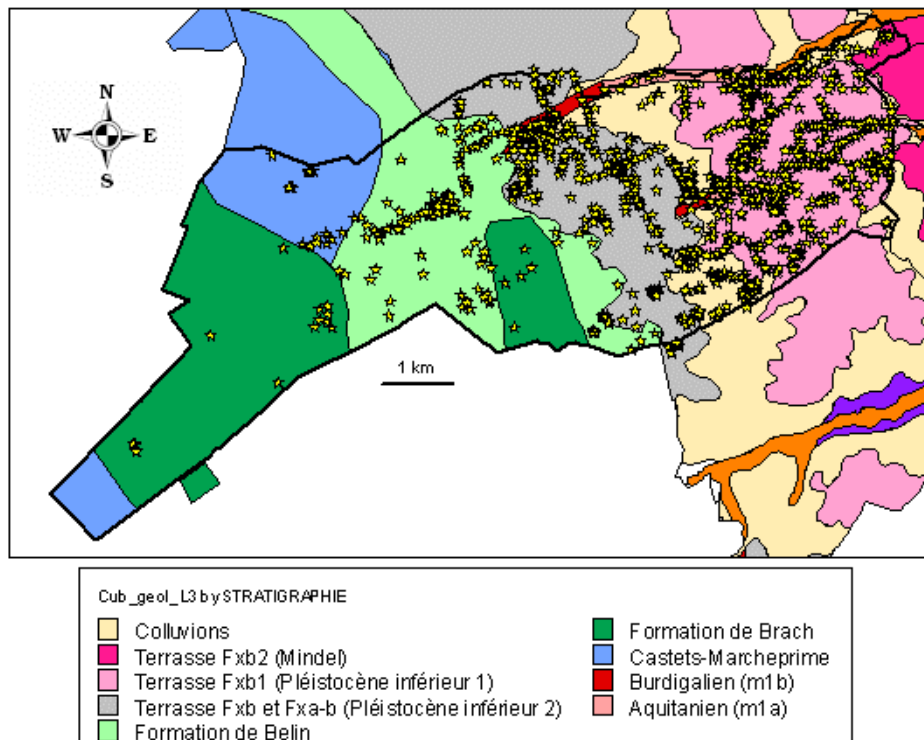 N
W E
S
1 km
Cub_geol_L3 by STRATIGRAPHIE
Colluvions
Terrasse Fxb2 (Mindel)
Terrasse Fxb1 (Pléistocène inférieur 1)
Terrasse Fxb et Fxa-b (Pléistocène inférieur 2)
Formation de Belin
Formation de Brach
Castets-Marcheprime
Burdigalien (m1b)
Aquitanien (m1a)